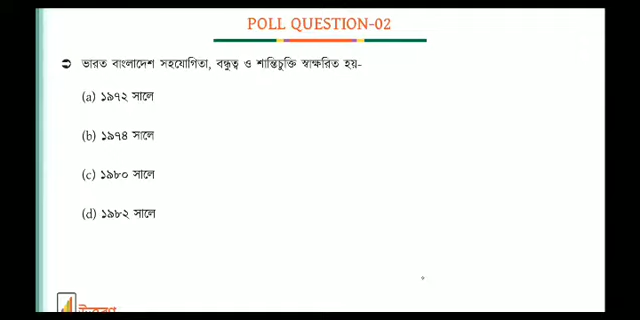 POLL QUESTION-02
➲ ভারত বাংলাদেশ সহযোগিতা, বন্ধুত্ব ও শান্তিচুক্তি স্বাক্ষরিত হয়-
(a) ১৯৭২ সালে
(b) ১৯৭৪ সালে
(c) ১৯৮০ সালে
(d) ১৯৮২ সালে